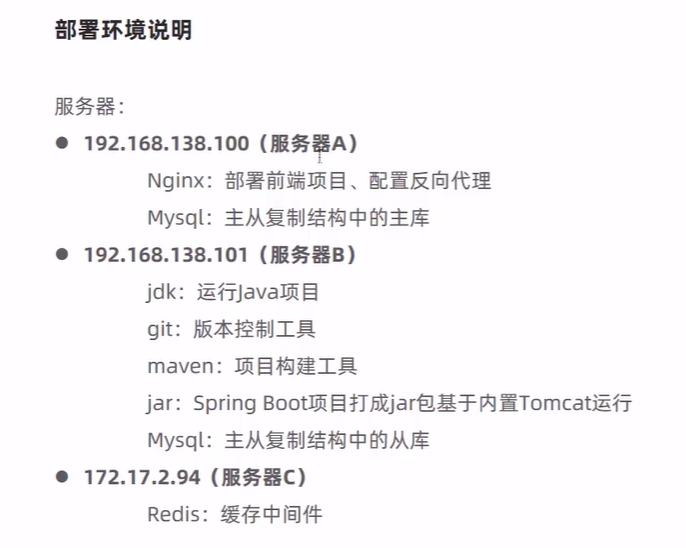 部署环境说明
服务器：
● 192.168.138.100（服务器A）
Nginx：部署前端项目、配置反向代理
Mysql：主从复制结构中的主库
● 192.168.138.101（服务器B）
jdk：运行Java项目
git：版本控制工具
maven：项目构建工具
jar：Spring Boot项目打成jar包基于内置Tomcat运行
Mysql：主从复制结构中的从库
● 172.17.2.94（服务器C）
Redis：缓存中间件